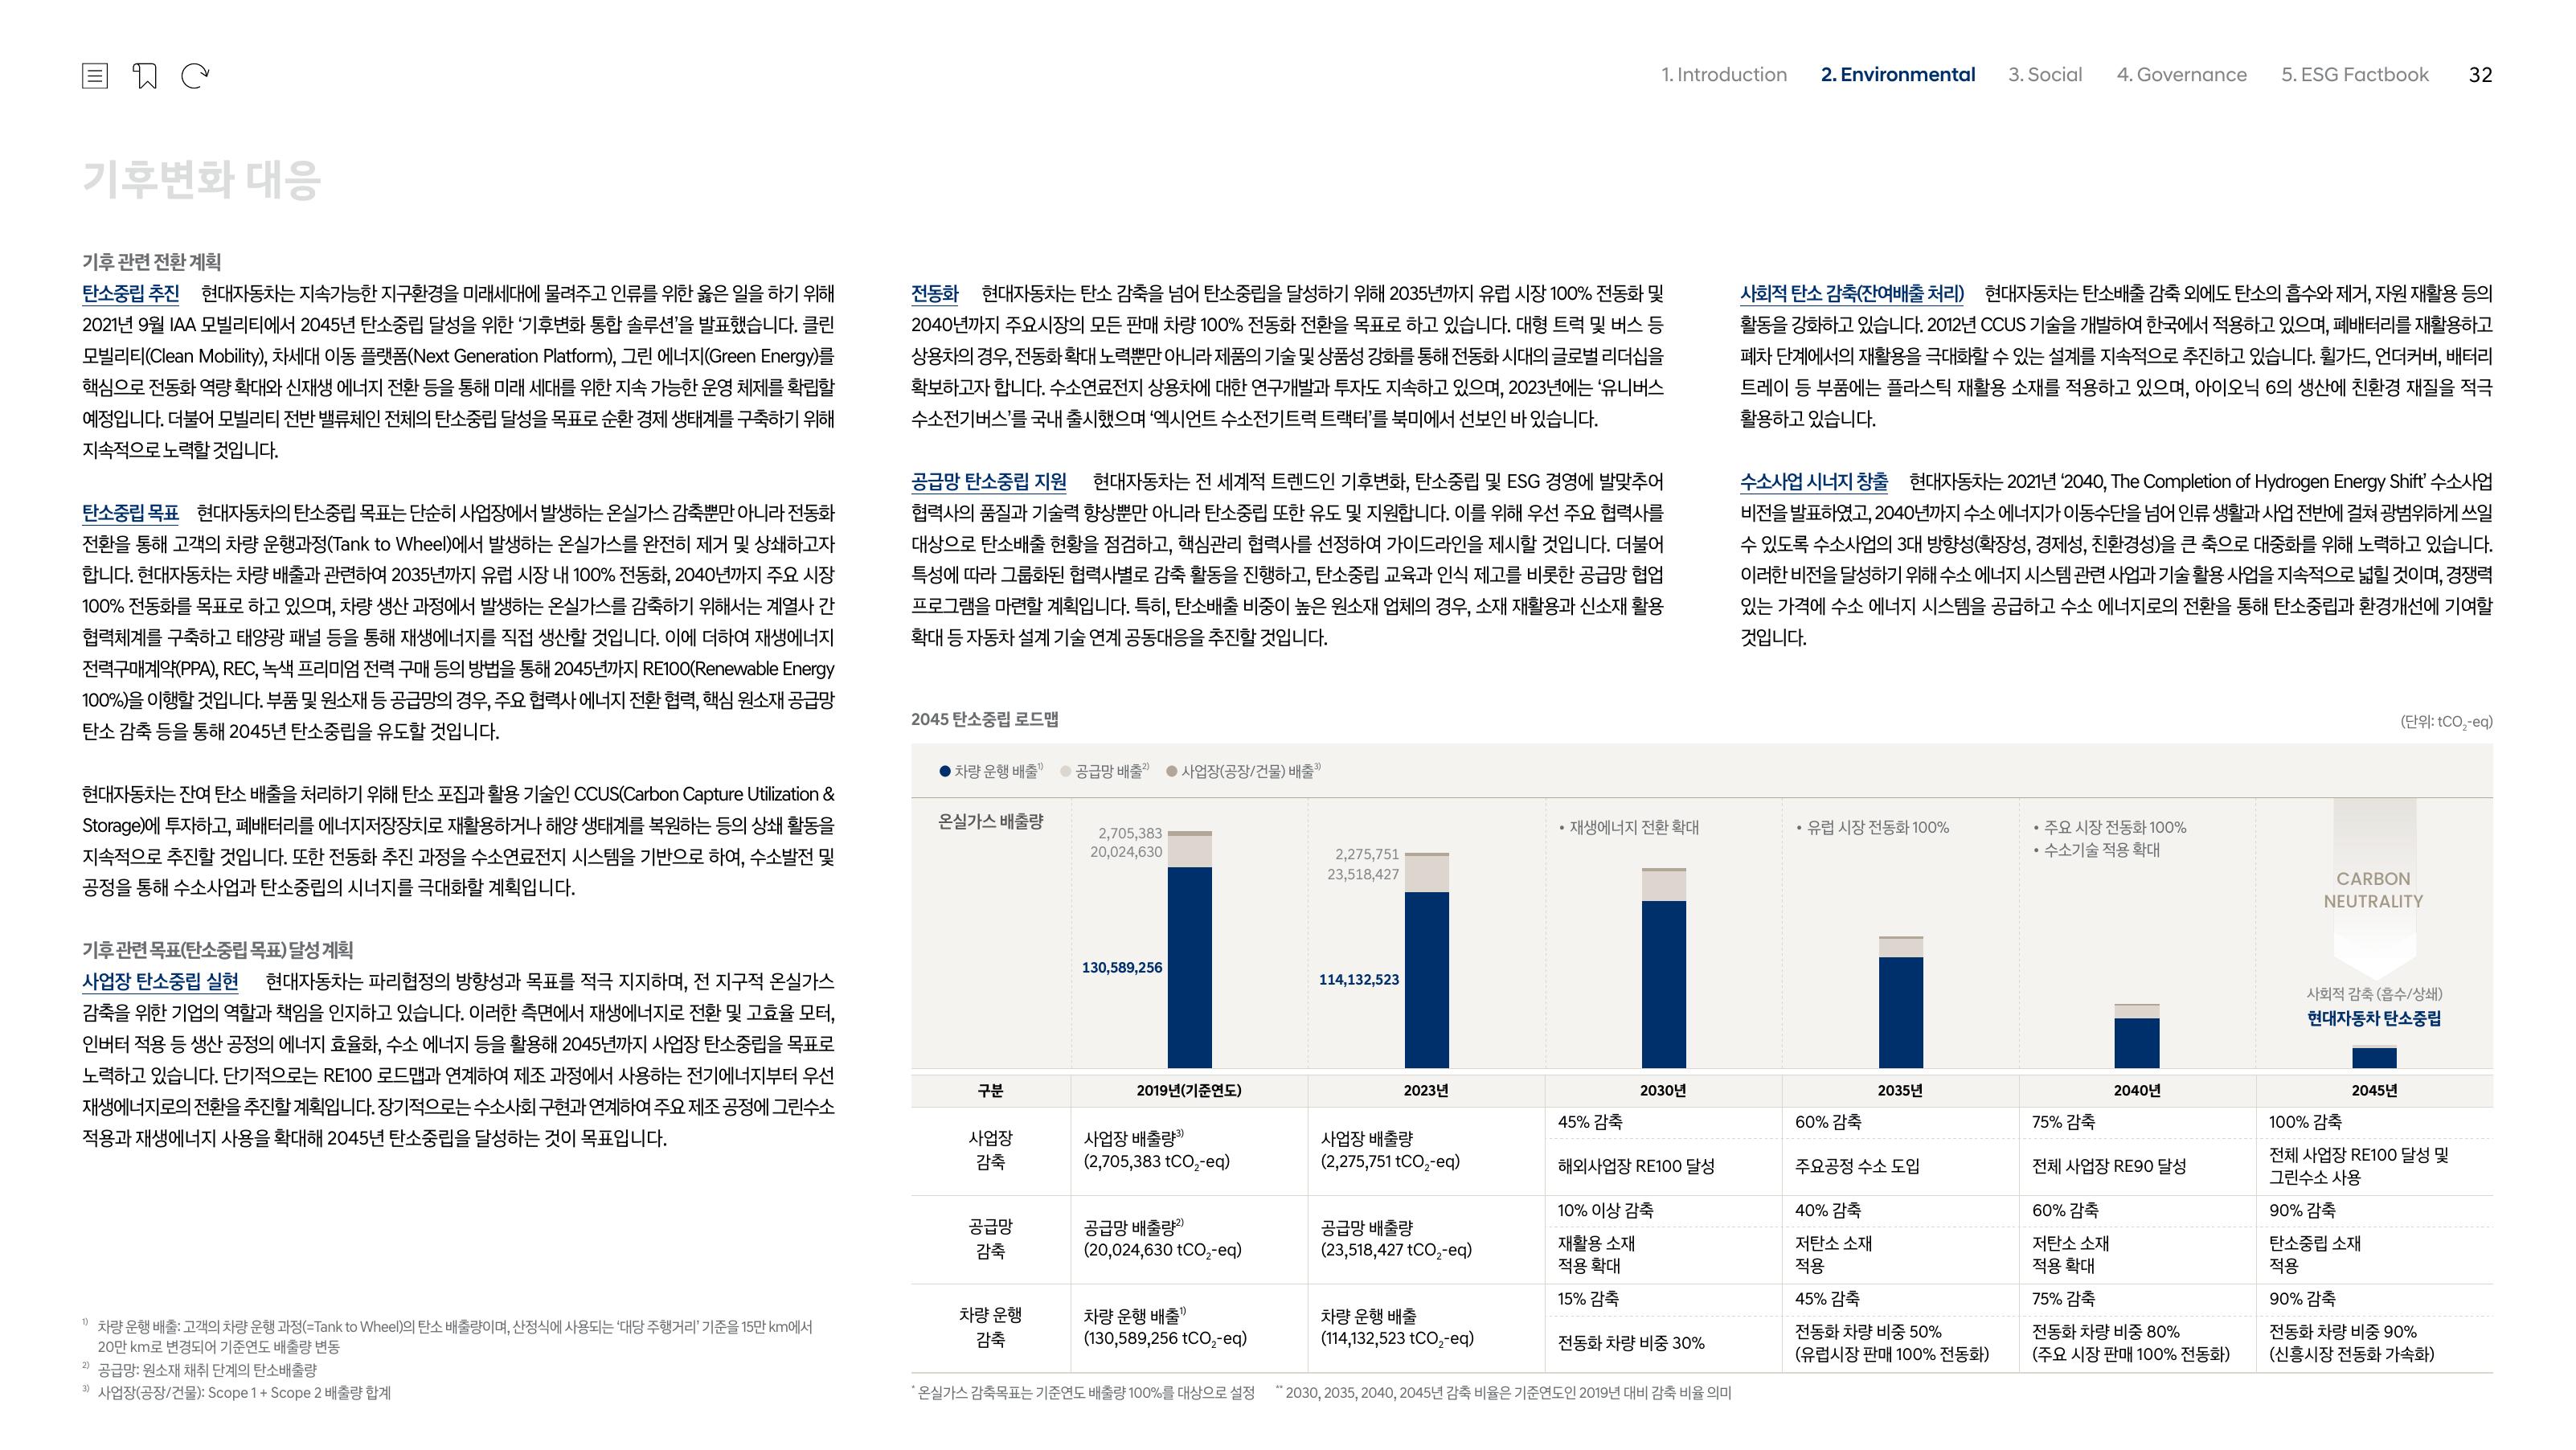 1. Introduction 2. Environmental 3. Social 4. Governance 5. ESG Factbook 32
기후변화 대응
기후 관련 전환 계획
탄소중립 추진 현대자동차는 지속가능한 지구환경을 미래세대에 물려주고 인류를 위한 옳은 일을 하기 위해
2021년 9월 IAA 모빌리티에서 2045년 탄소중립 달성을 위한 ‘기후변화 통합 솔루션’을 발표했습니다. 클린
모빌리티(Clean Mobility), 차세대 이동 플랫폼(Next Generation Platform), 그린 에너지(Green Energy)를
핵심으로 전동화 역량 확대와 신재생 에너지 전환 등을 통해 미래 세대를 위한 지속 가능한 운영 체제를 확립할
예정입니다. 더불어 모빌리티 전반 밸류체인 전체의 탄소중립 달성을 목표로 순환 경제 생태계를 구축하기 위해
지속적으로 노력할 것입니다.
탄소중립 목표 현대자동차의 탄소중립 목표는 단순히 사업장에서 발생하는 온실가스 감축뿐만 아니라 전동화
전환을 통해 고객의 차량 운행과정(Tank to Wheel)에서 발생하는 온실가스를 완전히 제거 및 상쇄하고자
합니다. 현대자동차는 차량 배출과 관련하여 2035년까지 유럽 시장 내 100% 전동화, 2040년까지 주요 시장
100% 전동화를 목표로 하고 있으며, 차량 생산 과정에서 발생하는 온실가스를 감축하기 위해서는 계열사 간
협력체계를 구축하고 태양광 패널 등을 통해 재생에너지를 직접 생산할 것입니다. 이에 더하여 재생에너지
전력구매계약(PPA), REC, 녹색 프리미엄 전력 구매 등의 방법을 통해 2045년까지 RE100(Renewable Energy
100%)을 이행할 것입니다. 부품 및 원소재 등 공급망의 경우, 주요 협력사 에너지 전환 협력, 핵심 원소재 공급망
탄소 감축 등을 통해 2045년 탄소중립을 유도할 것입니다.
현대자동차는 잔여 탄소 배출을 처리하기 위해 탄소 포집과 활용 기술인 CCUS(Carbon Capture Utilization &
Storage)에 투자하고, 폐배터리를 에너지저장장치로 재활용하거나 해양 생태계를 복원하는 등의 상쇄 활동을
지속적으로 추진할 것입니다. 또한 전동화 추진 과정을 수소연료전지 시스템을 기반으로 하여, 수소발전 및
공정을 통해 수소사업과 탄소중립의 시너지를 극대화할 계획입니다.
기후 관련 목표(탄소중립 목표) 달성 계획
사업장 탄소중립 실현 현대자동차는 파리협정의 방향성과 목표를 적극 지지하며, 전 지구적 온실가스
감축을 위한 기업의 역할과 책임을 인지하고 있습니다. 이러한 측면에서 재생에너지로 전환 및 고효율 모터,
인버터 적용 등 생산 공정의 에너지 효율화, 수소 에너지 등을 활용해 2045년까지 사업장 탄소중립을 목표로
노력하고 있습니다. 단기적으로는 RE100 로드맵과 연계하여 제조 과정에서 사용하는 전기에너지부터 우선
재생에너지로의 전환을 추진할 계획입니다. 장기적으로는 수소사회 구현과 연계하여 주요 제조 공정에 그린수소
적용과 재생에너지 사용을 확대해 2045년 탄소중립을 달성하는 것이 목표입니다.
1) 차량 운행 배출: 고객의 차량 운행 과정(=Tank to Wheel)의 탄소 배출량이며, 산정식에 사용되는 ‘대당 주행거리’ 기준을 15만 km에서
20만 km로 변경되어 기준연도 배출량 변동
2) 공급망: 원소재 채취 단계의 탄소배출량
3) 사업장(공장/건물): Scope 1 + Scope 2 배출량 합계
전동화 현대자동차는 탄소 감축을 넘어 탄소중립을 달성하기 위해 2035년까지 유럽 시장 100% 전동화 및
2040년까지 주요시장의 모든 판매 차량 100% 전동화 전환을 목표로 하고 있습니다. 대형 트럭 및 버스 등
상용차의 경우, 전동화 확대 노력뿐만 아니라 제품의 기술 및 상품성 강화를 통해 전동화 시대의 글로벌 리더십을
확보하고자 합니다. 수소연료전지 상용차에 대한 연구개발과 투자도 지속하고 있으며, 2023년에는 ‘유니버스
수소전기버스’를 국내 출시했으며 ‘엑시언트 수소전기트럭 트랙터’를 북미에서 선보인 바 있습니다.
공급망 탄소중립 지원 현대자동차는 전 세계적 트렌드인 기후변화, 탄소중립 및 ESG 경영에 발맞추어
협력사의 품질과 기술력 향상뿐만 아니라 탄소중립 또한 유도 및 지원합니다. 이를 위해 우선 주요 협력사를
대상으로 탄소배출 현황을 점검하고, 핵심관리 협력사를 선정하여 가이드라인을 제시할 것입니다. 더불어
특성에 따라 그룹화된 협력사별로 감축 활동을 진행하고, 탄소중립 교육과 인식 제고를 비롯한 공급망 협업
프로그램을 마련할 계획입니다. 특히, 탄소배출 비중이 높은 원소재 업체의 경우, 소재 재활용과 신소재 활용
확대 등 자동차 설계 기술 연계 공동대응을 추진할 것입니다.
사회적 탄소 감축(잔여배출 처리) 현대자동차는 탄소배출 감축 외에도 탄소의 흡수와 제거, 자원 재활용 등의
활동을 강화하고 있습니다. 2012년 CCUS 기술을 개발하여 한국에서 적용하고 있으며, 폐배터리를 재활용하고
폐차 단계에서의 재활용을 극대화할 수 있는 설계를 지속적으로 추진하고 있습니다. 휠가드, 언더커버, 배터리
트레이 등 부품에는 플라스틱 재활용 소재를 적용하고 있으며, 아이오닉 6의 생산에 친환경 재질을 적극
활용하고 있습니다.
수소사업 시너지 창출 현대자동차는 2021년 ‘2040, The Completion of Hydrogen Energy Shift’ 수소사업
비전을 발표하였고, 2040년까지 수소 에너지가 이동수단을 넘어 인류 생활과 사업 전반에 걸쳐 광범위하게 쓰일
수 있도록 수소사업의 3대 방향성(확장성, 경제성, 친환경성)을 큰 축으로 대중화를 위해 노력하고 있습니다.
이러한 비전을 달성하기 위해 수소 에너지 시스템 관련 사업과 기술 활용 사업을 지속적으로 넓힐 것이며, 경쟁력
있는 가격에 수소 에너지 시스템을 공급하고 수소 에너지로의 전환을 통해 탄소중립과 환경개선에 기여할
것입니다.
2045 탄소중립 로드맵 (단위: tCO2-eq)
차량 운행 배출1) 공급망 배출2) 사업장(공장/건물) 배출3)
온실가스 배출량
2,705,383
20,024,630
130,589,256
2,275,751
23,518,427
114,132,523
• 재생에너지 전환 확대
• 유럽 시장 전동화 100%
• 주요 시장 전동화 100%
• 수소기술 적용 확대
CARBON
NEUTRALITY
사회적 감축 (흡수/상쇄)
현대자동차 탄소중립
구분 2019년(기준연도) 2023년 2030년 2035년 2040년 2045년
사업장
감축
사업장 배출량3)
(2,705,383 tCO2-eq)
사업장 배출량
(2,275,751 tCO2-eq)
45% 감축
해외사업장 RE100 달성
60% 감축
주요공정 수소 도입
75% 감축
전체 사업장 RE90 달성
100% 감축
전체 사업장 RE100 달성 및
그린수소 사용
공급망
감축
공급망 배출량2)
(20,024,630 tCO2-eq)
공급망 배출량
(23,518,427 tCO2-eq)
10% 이상 감축
재활용 소재
적용 확대
40% 감축
저탄소 소재
적용
60% 감축
저탄소 소재
적용 확대
90% 감축
탄소중립 소재
적용
차량 운행
감축
차량 운행 배출1)
(130,589,256 tCO2-eq)
차량 운행 배출
(114,132,523 tCO2-eq)
15% 감축
전동화 차량 비중 30%
45% 감축
전동화 차량 비중 50%
(유럽시장 판매 100% 전동화)
75% 감축
전동화 차량 비중 80%
(주요 시장 판매 100% 전동화)
90% 감축
전동화 차량 비중 90%
(신흥시장 전동화 가속화)
* 온실가스 감축목표는 기준연도 배출량 100%를 대상으로 설정 ** 2030, 2035, 2040, 2045년 감축 비율은 기준연도인 2019년 대비 감축 비율 의미